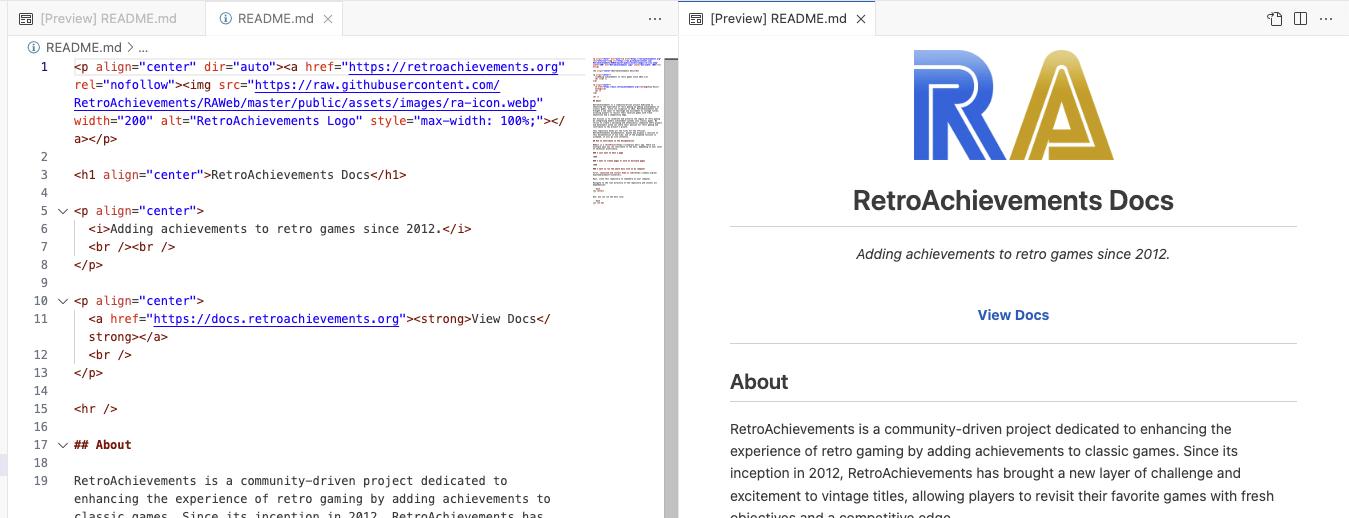 [Preview] README.md
README.md
README.md > ...
1 <p align="center" dir="auto"><a href="https://retroachievements.org"
rel="nofollow"><img src="https://raw.githubusercontent.com/
RetroAchievements/RAWeb/master/public/assets/images/ra-icon.webp"
width="200" alt="RetroAchievements Logo" style="max-width: 100%;"></
a></p>
2
3 <h1 align="center">RetroAchievements Docs</h1>
4
5 <p align="center">
6 <i>Adding achievements to retro games since 2012.</i>
7 <br /><br />
8 </p>
9
10 <p align="center">
11 <a href="https://docs.retroachievements.org"><strong>View Docs</
strong></a>
12 <br />
13 </p>
14
15 <hr />
16
17 ## About
18
19 RetroAchievements is a community-driven project dedicated to
enhancing the experience of retro gaming by adding achievements to
classic games. Since its inception in 2012, RetroAchievements has
[Preview] README.md
RA
RetroAchievements Docs
Adding achievements to retro games since 2012.
View Docs
About
RetroAchievements is a community-driven project dedicated to enhancing the
experience of retro gaming by adding achievements to classic games. Since its
inception in 2012, RetroAchievements has brought a new layer of challenge and
excitement to vintage titles, allowing players to revisit their favorite games with fresh
objectives and a competitive edge.